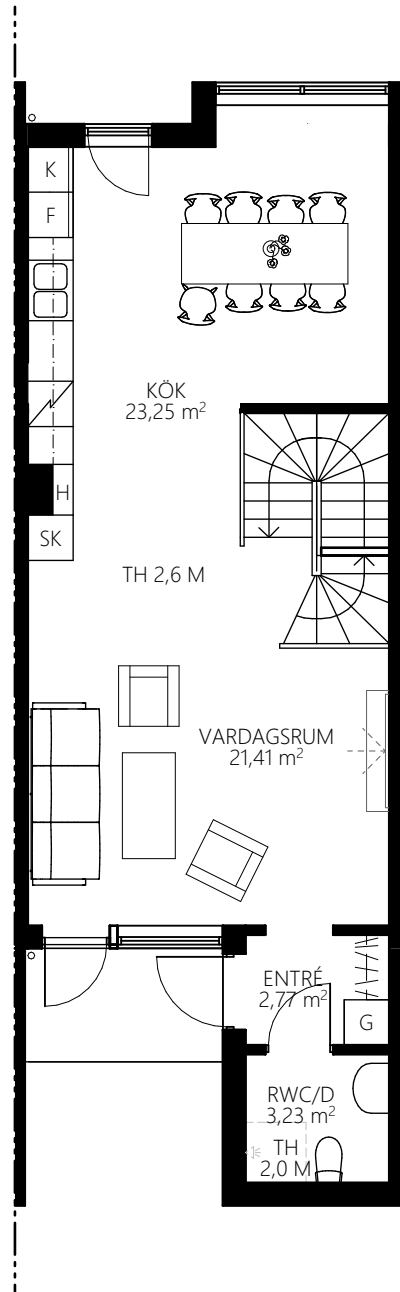 K
F
KÖK
23,25 m²
H
SK
TH 2,6 M
VARDAGSRUM
21,41 m²
ENTRÉ
2,77 m²
G
RWC/D
3,23 m²
TH
2,0 M